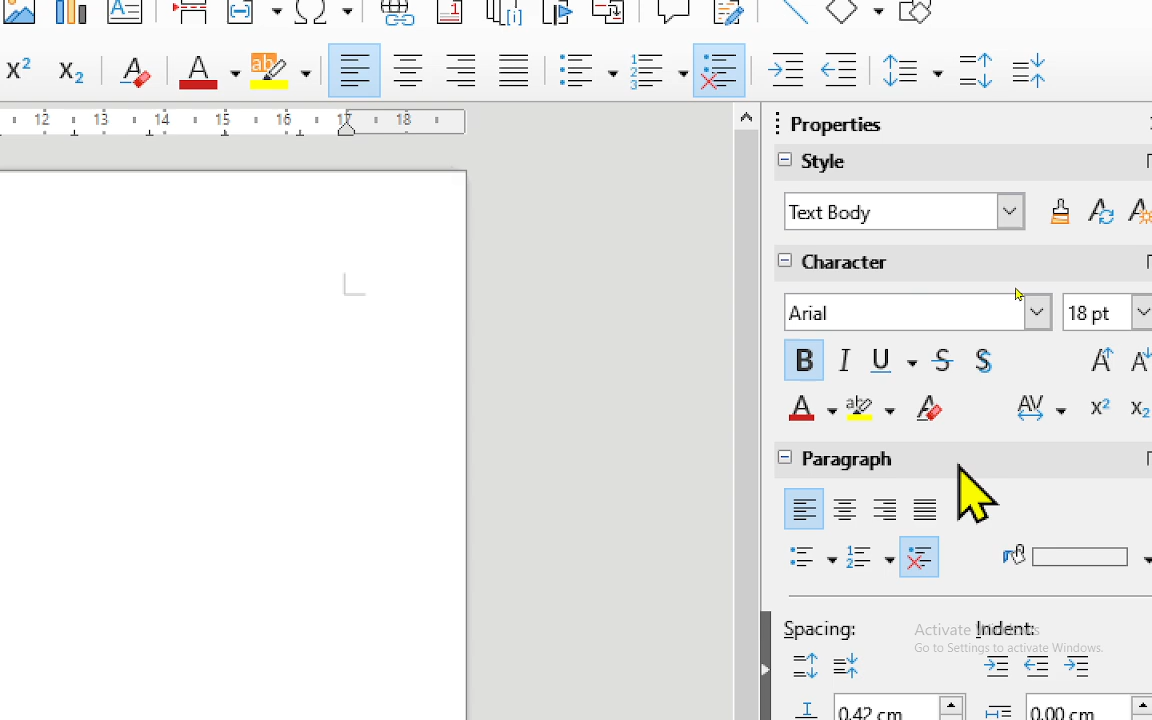 12 13 14 15 16 17 18
Properties
Style
Text Body
Character
Arial
18 pt
Paragraph
Spacing:
Indent:
Activate Windows
Go to Settings to activate Windows.
0.42 cm
0.00 cm